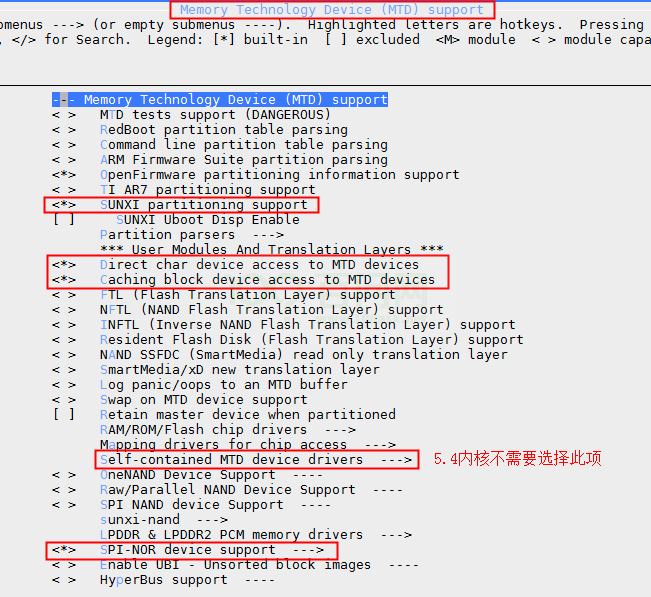 Memory Technology Device (MTD) support
omenus ---> (or empty submenus ----).  Highlighted letters are hotkeys.  Pressing
, </> for Search.  Legend: [*] built-in  [ ] excluded  <M> module  < > module capa
--- Memory Technology Device (MTD) support
< >   MTD tests support (DANGEROUS)
< >   RedBoot partition table parsing
< >   Command line partition table parsing
< >   ARM Firmware Suite partition parsing
<*>   OpenFirmware partitioning information support
< >   TI AR7 partitioning support
<*>   SUNXI partitioning support
[ ]     SUNXI Uboot Disp Enable
Partition parsers  --->
*** User Modules And Translation Layers ***
<*>   Direct char device access to MTD devices
<*>   Caching block device access to MTD devices
< >   FTL (Flash Translation Layer) support
< >   NFTL (NAND Flash Translation Layer) support
< >   INFTL (Inverse NAND Flash Translation Layer) support
< >   Resident Flash Disk (Flash Translation Layer) support
< >   NAND SSFDC (SmartMedia) read only translation layer
< >   SmartMedia/xD new translation layer
< >   Log panic/oops to an MTD buffer
< >   Swap on MTD device support
[ ]   Retain master device when partitioned
RAM/ROM/Flash chip drivers  --->
Mapping drivers for chip access  --->
Self-contained MTD device drivers  ---> 5.4内核不需要选择此项
< >   OneNAND Device Support  ----
< >   Raw/Parallel NAND Device Support  ----
< >   SPI NAND device Support  ----
sunxi-nand  --->
LPDDR & LPDDR2 PCM memory drivers  --->
<*>   SPI-NOR device support  --->
< >   Enable UBI - Unsorted block images  ----
< >   HyperBus support  ----